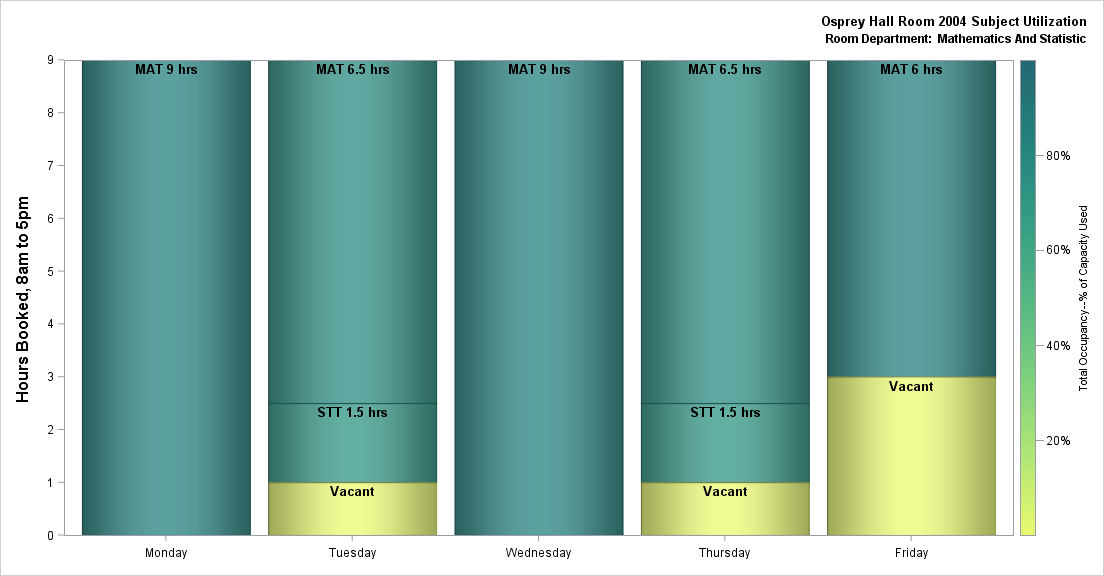 Osprey Hall Room 2004 Subject Utilization
Room Department: Mathematics And Statistic
Hours Booked, 8am to 5pm
9
8
7
6
5
4
3
2
1
0
MAT 9 hrs
MAT 6.5 hrs
STT 1.5 hrs
Vacant
MAT 9 hrs
MAT 6.5 hrs
STT 1.5 hrs
Vacant
MAT 6 hrs
Vacant
Monday
Tuesday
Wednesday
Thursday
Friday
80%
60%
40%
20%
Total Occupancy--% of Capacity Used